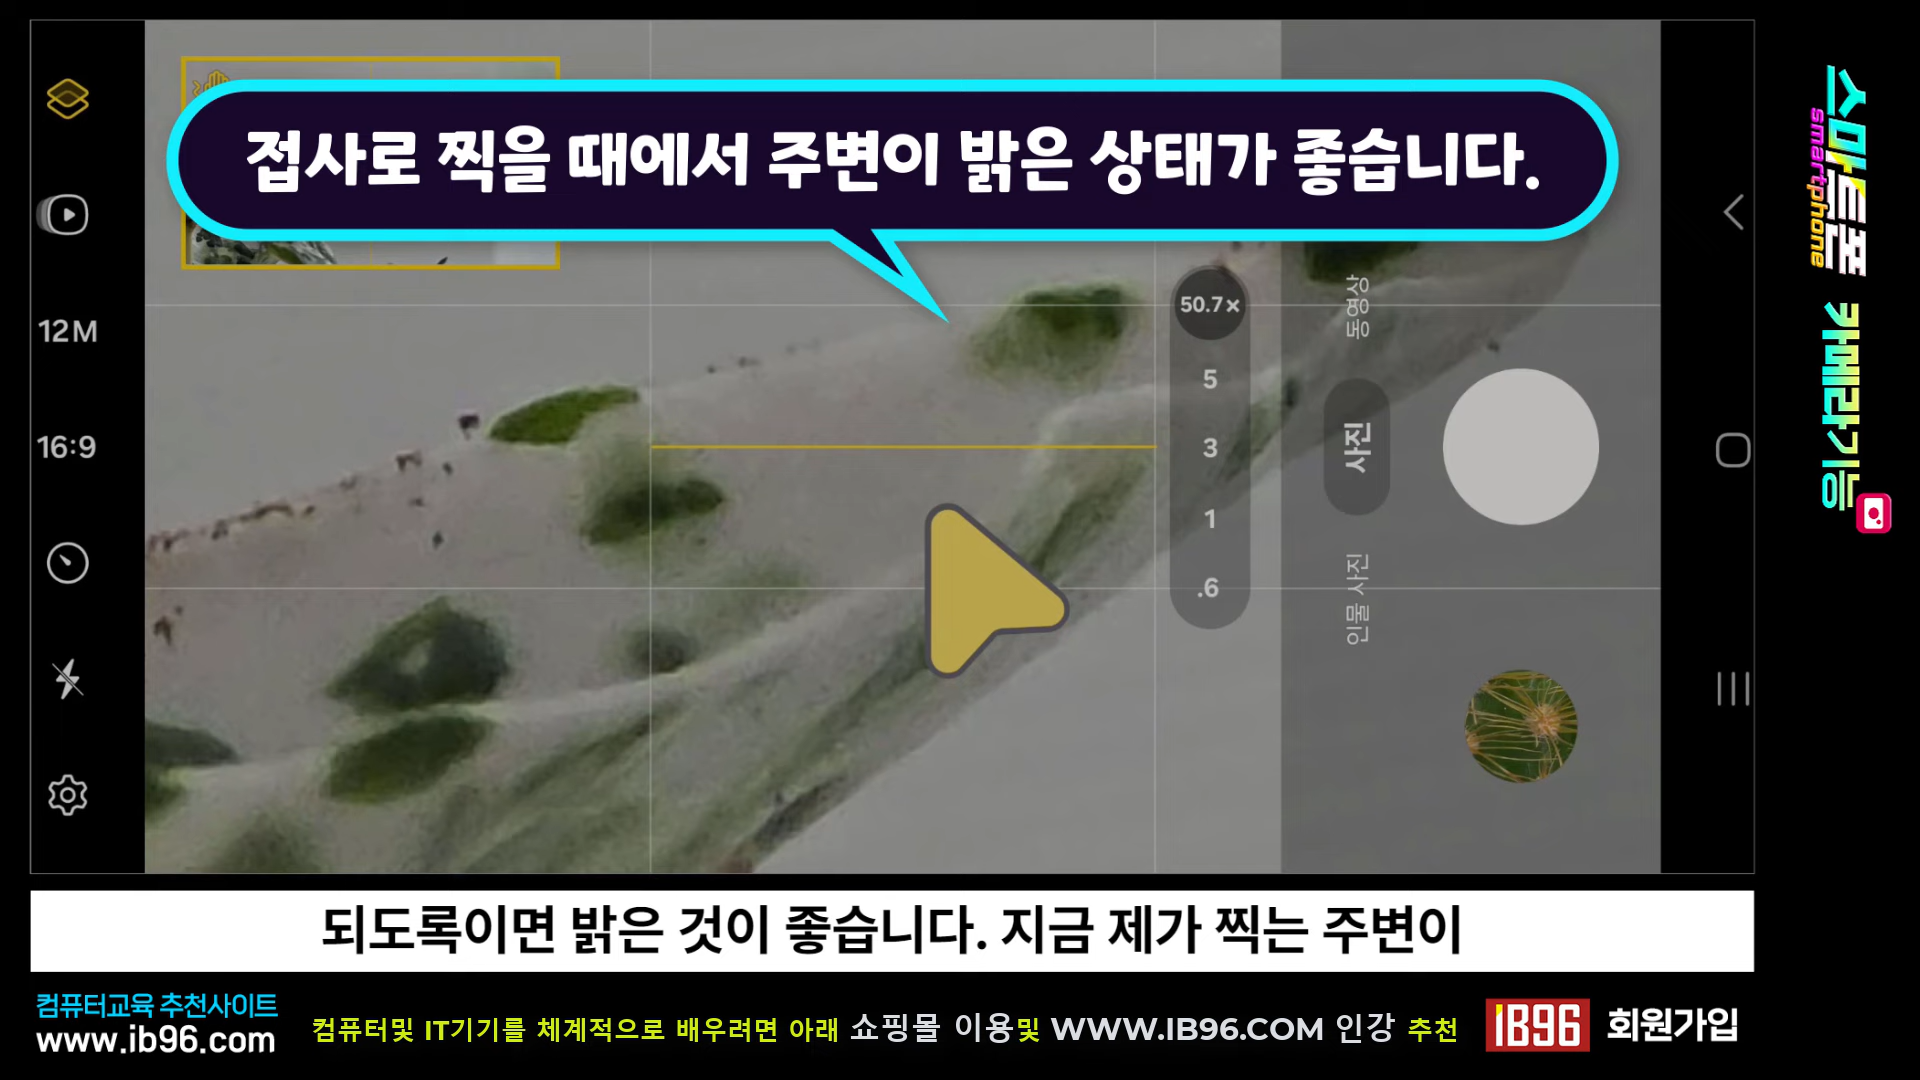 접사로 찍을 때에서 주변이 밝은 상태가 좋습니다.
12M
16:9
50.7×
5
3
1
.6
동영상
사진
인물 사진
스마트폰
smartphone
카메라기능
되도록이면 밝은 것이 좋습니다. 지금 제가 찍는 주변이
컴퓨터교육 추천사이트
www.ib96.com
컴퓨터및 IT기기를 체계적으로 배우려면 아래 쇼핑몰 이용및 WWW.IB96.COM 인강 추천
IB96
회원가입